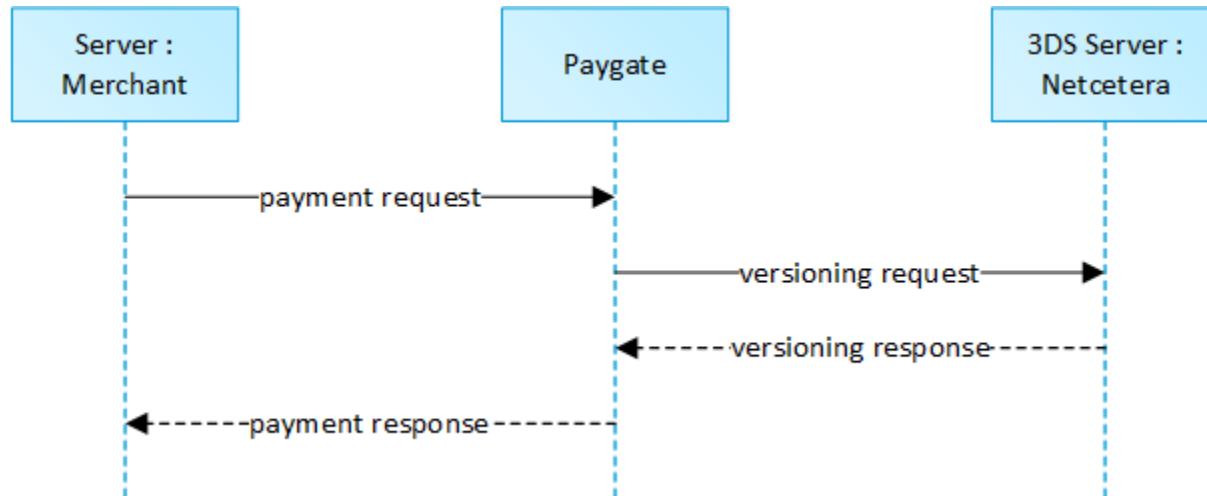 Server :
Merchant
Paygate
3DS Server :
Netcetera
payment request
versioning request
versioning response
payment response